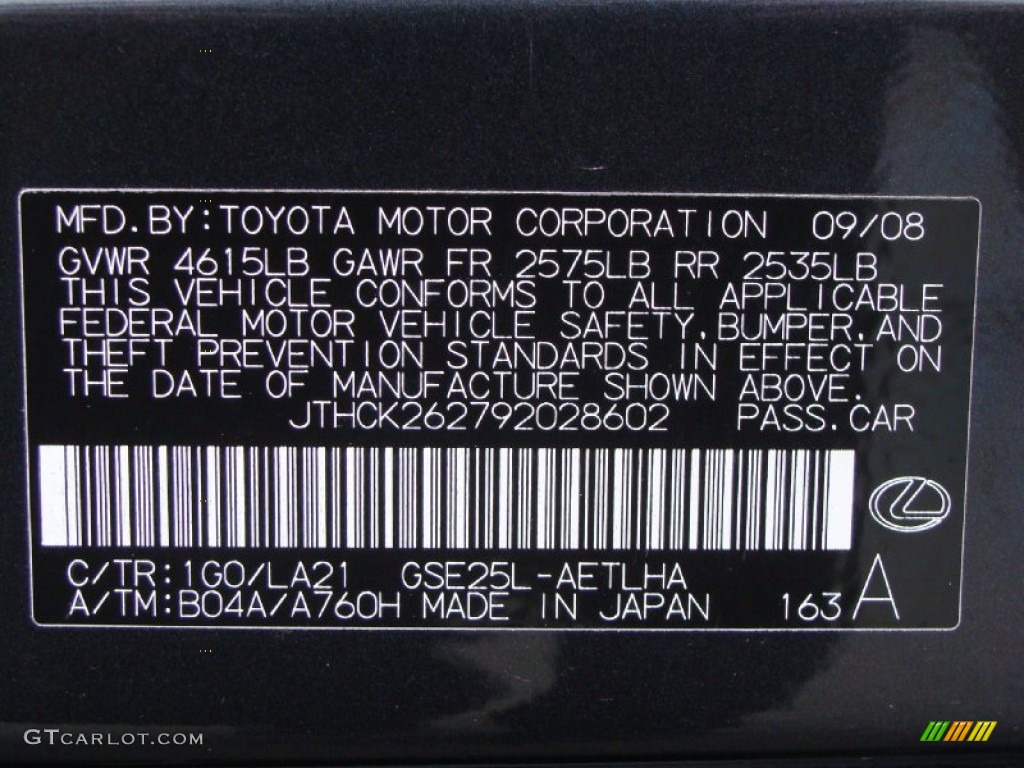 MFD.BY:TOYOTA MOTOR CORPORATION 09/08
GVWR 4615LB GAWR FR 2575LB RR 2535LB
THIS VEHICLE CONFORMS TO ALL APPLICABLE
FEDERAL MOTOR VEHICLE SAFETY,BUMPER,AND
THEFT PREVENTION STANDARDS IN EFFECT ON
THE DATE OF MANUFACTURE SHOWN ABOVE.
JTHCK262792028602 PASS.CAR
C/TR:1G0/LA21 GSE25L-AETLHA
A/TM:B04A/A760H MADE IN JAPAN 163 A
GTCARLOT.COM